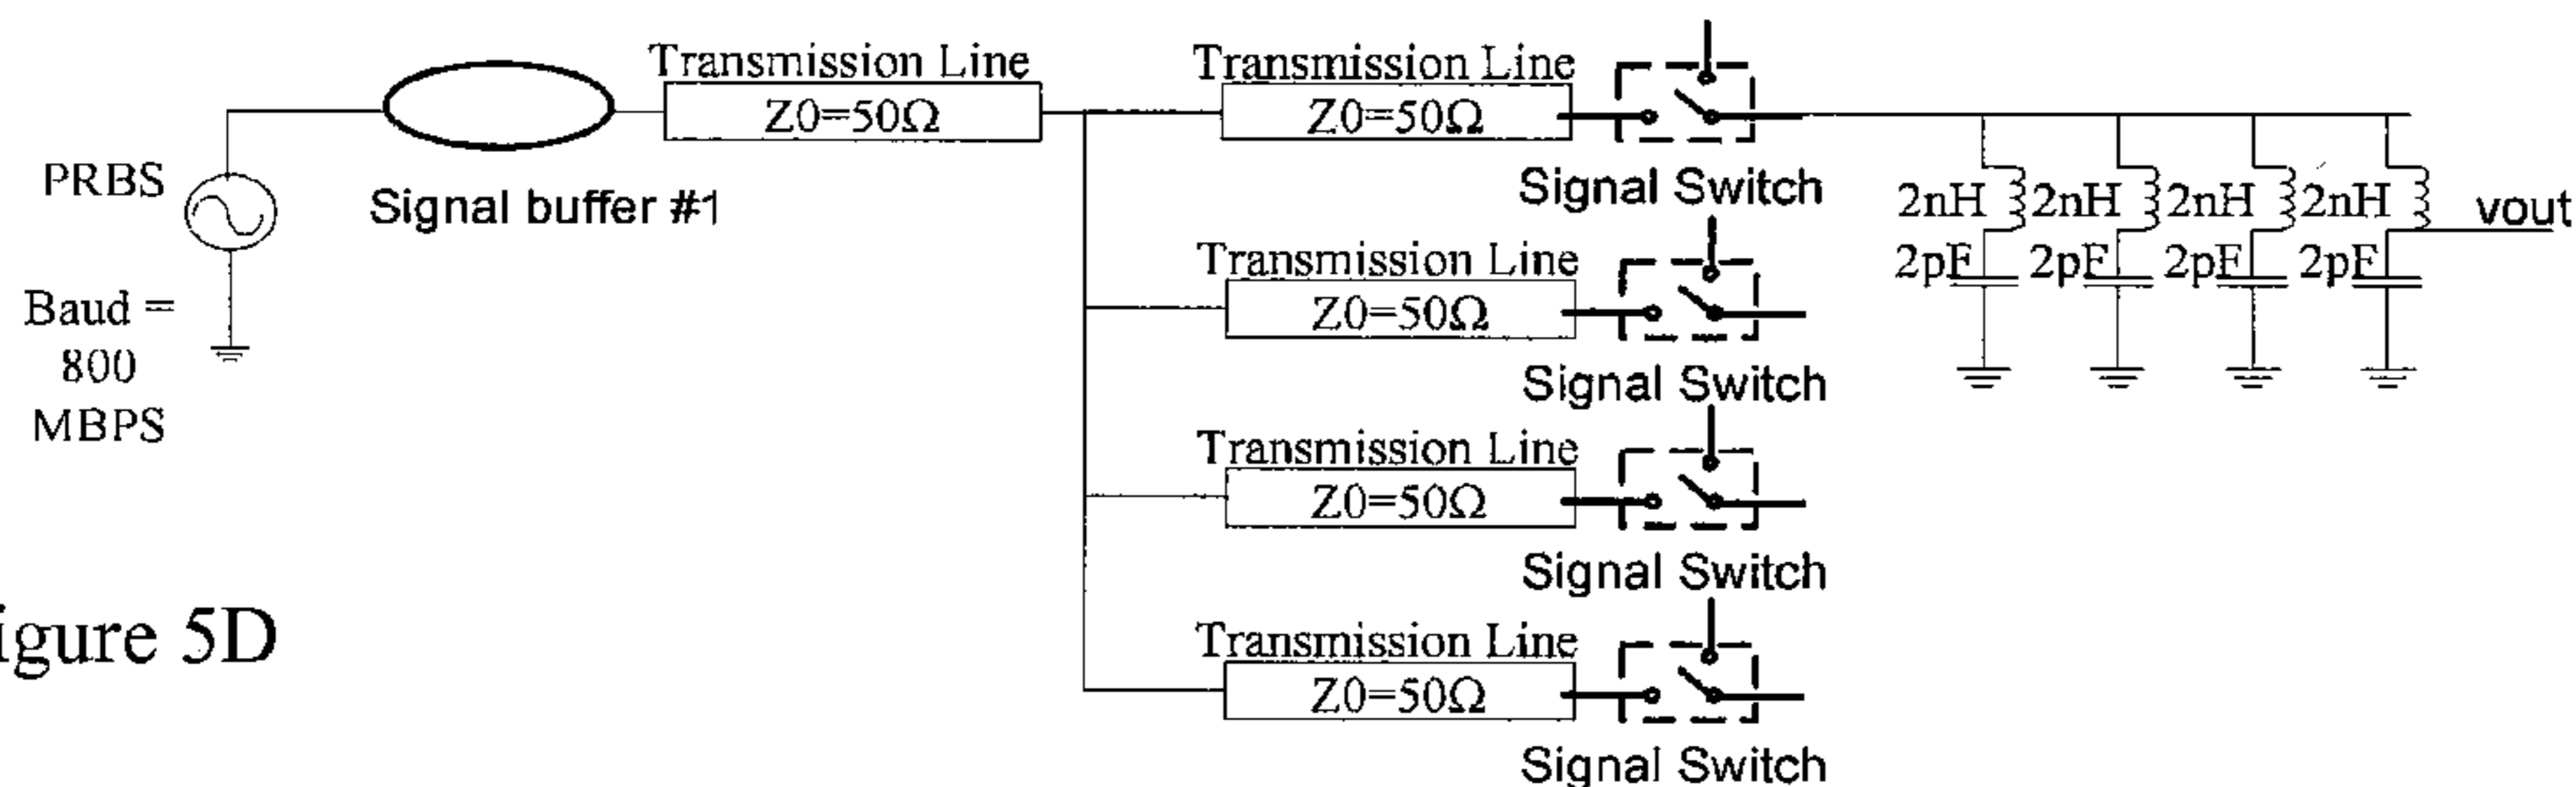 Transmission Line
Z0=50Ω
Transmission Line
Z0=50Ω
PRBS
Signal buffer #1
Signal Switch
2nH 2nH 2nH 2nH vout
2pF 2pF 2pF 2pF
Baud =
800
MBPS
Transmission Line
Z0=50Ω
Signal Switch
Transmission Line
Z0=50Ω
Signal Switch
igure 5D
Transmission Line
Z0=50Ω
Signal Switch